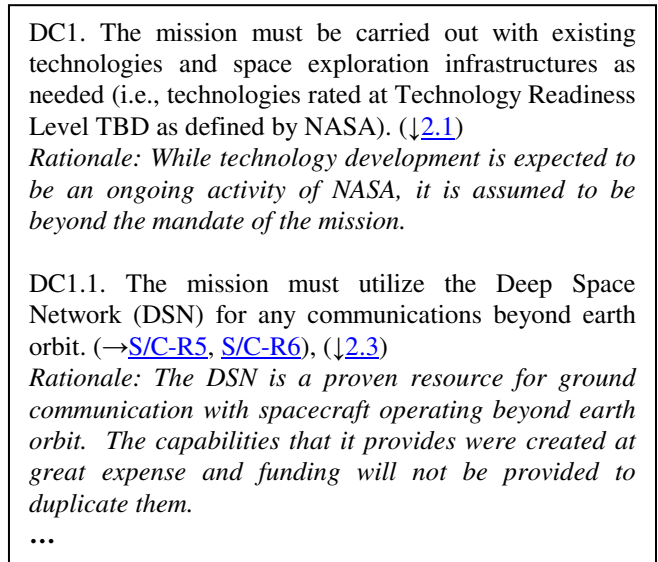 DC1. The mission must be carried out with existing
technologies and space exploration infrastructures as
needed (i.e., technologies rated at Technology Readiness
Level TBD as defined by NASA). (↓2.1)
Rationale: While technology development is expected to
be an ongoing activity of NASA, it is assumed to be
beyond the mandate of the mission.
DC1.1. The mission must utilize the Deep Space
Network (DSN) for any communications beyond earth
orbit. (→S/C-R5, S/C-R6), (↓2.3)
Rationale: The DSN is a proven resource for ground
communication with spacecraft operating beyond earth
orbit. The capabilities that it provides were created at
great expense and funding will not be provided to
duplicate them.
…